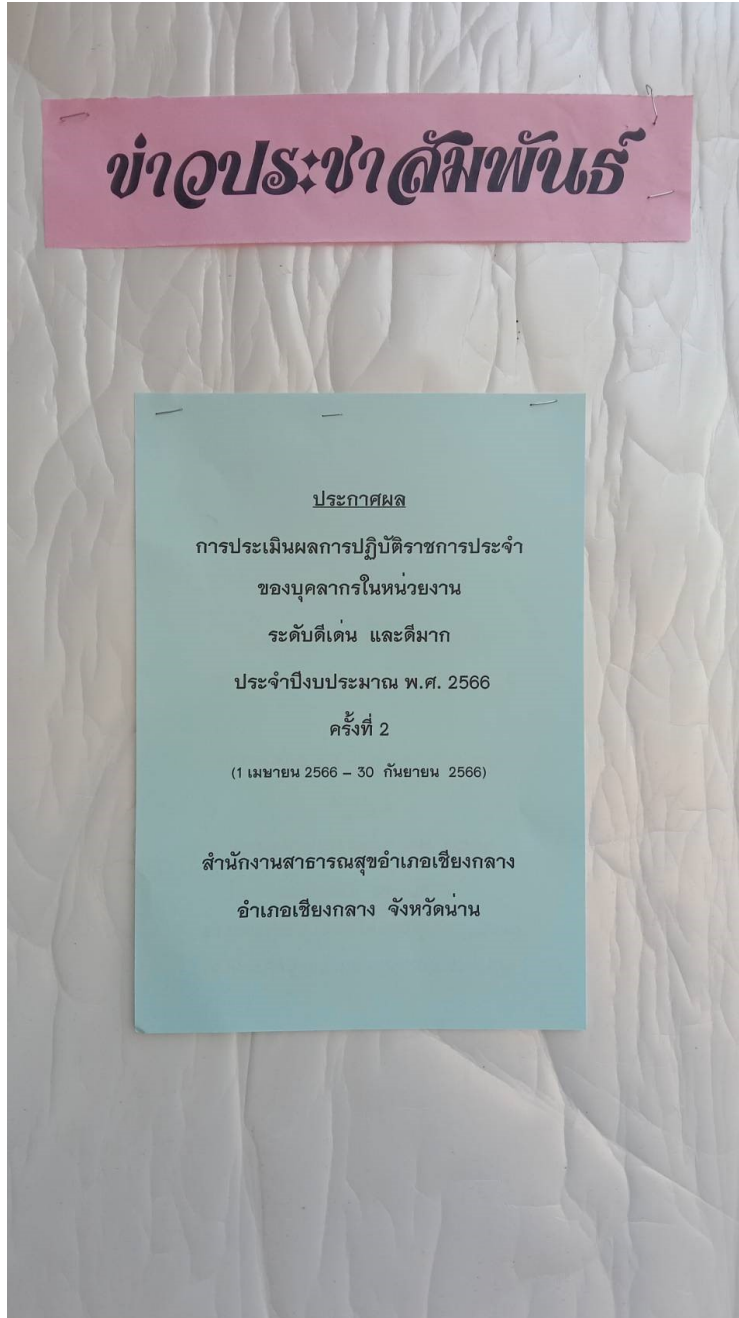 ข่าวประชาสัมพันธ์
ประกาศผล
การประเมินผลการปฏิบัติราชการประจำ
ของบุคลากรในหน่วยงาน
ระดับดีเด่น และดีมาก
ประจำปีงบประมาณ พ.ศ. 2566
ครั้งที่ 2
(1 เมษายน 2566 – 30 กันยายน 2566)
สำนักงานสาธารณสุขอำเภอเชียงกลาง
อำเภอเชียงกลาง จังหวัดน่าน